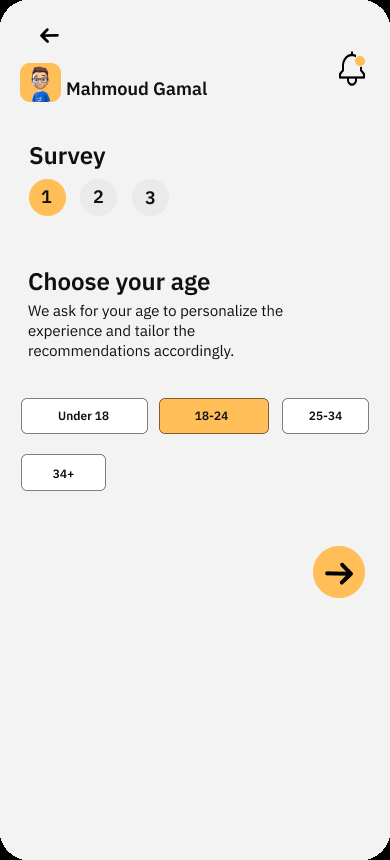 Mahmoud Gamal
Survey
1 2 3
Choose your age
We ask for your age to personalize the
experience and tailor the
recommendations accordingly.
Under 18 18-24 25-34
34+